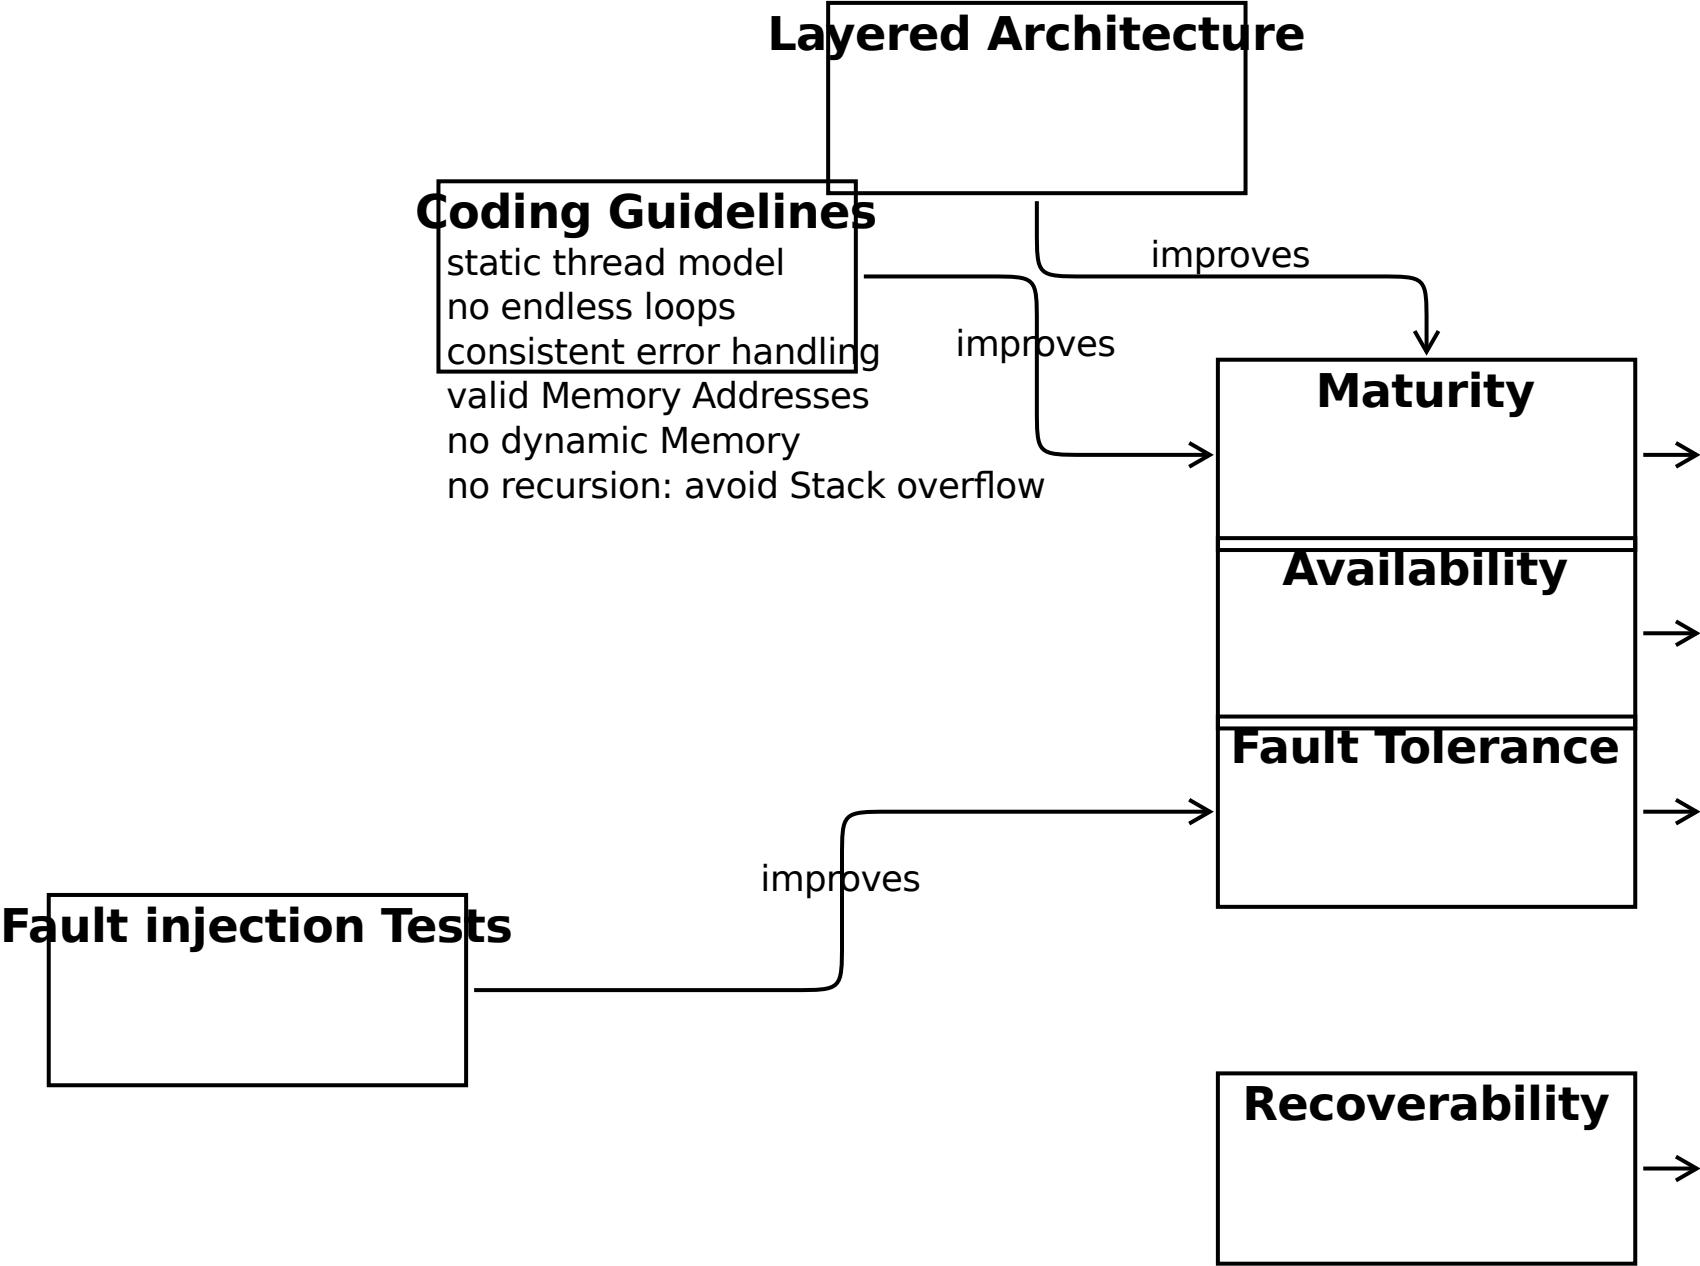 Layered Architecture
Coding Guidelines
static thread model
no endless loops
consistent error handling
valid Memory Addresses
no dynamic Memory
no recursion: avoid Stack overflow
improves
improves
Maturity
Availability
Fault Tolerance
improves
Fault injection Tests
Recoverability